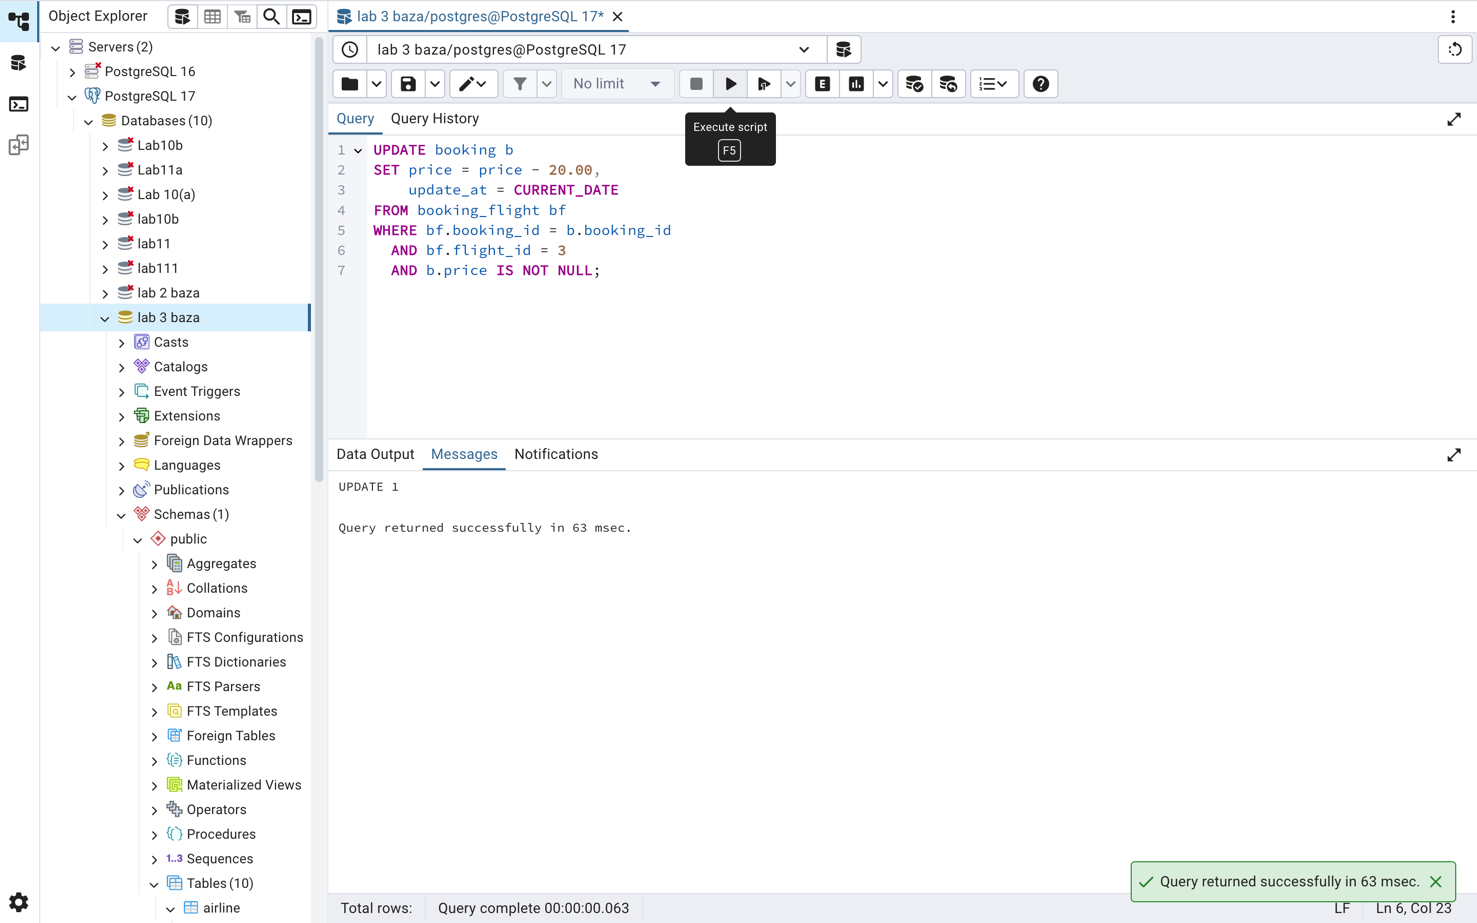 Object Explorer
lab 3 baza/postgres@PostgreSQL 17*
Servers (2)
PostgreSQL 16
PostgreSQL 17
Databases (10)
Lab10b
Lab11a
Lab 10(a)
lab10b
lab11
lab111
lab 2 baza
lab 3 baza
Casts
Catalogs
Event Triggers
Extensions
Foreign Data Wrappers
Languages
Publications
Schemas (1)
public
Aggregates
Collations
Domains
FTS Configurations
FTS Dictionaries
Aa FTS Parsers
FTS Templates
Foreign Tables
Functions
Materialized Views
Operators
Procedures
1..3 Sequences
Tables (10)
airline
lab 3 baza/postgres@PostgreSQL 17
No limit
E
Query Query History
Execute script
F5
1 UPDATE booking b
2 SET price = price - 20.00,
3 update_at = CURRENT_DATE
4 FROM booking_flight bf
5 WHERE bf.booking_id = b.booking_id
6 AND bf.flight_id = 3
7 AND b.price IS NOT NULL;
Data Output Messages Notifications
UPDATE 1
Query returned successfully in 63 msec.
Query returned successfully in 63 msec.
Total rows: Query complete 00:00:00.063 LF Ln 6, Col 23